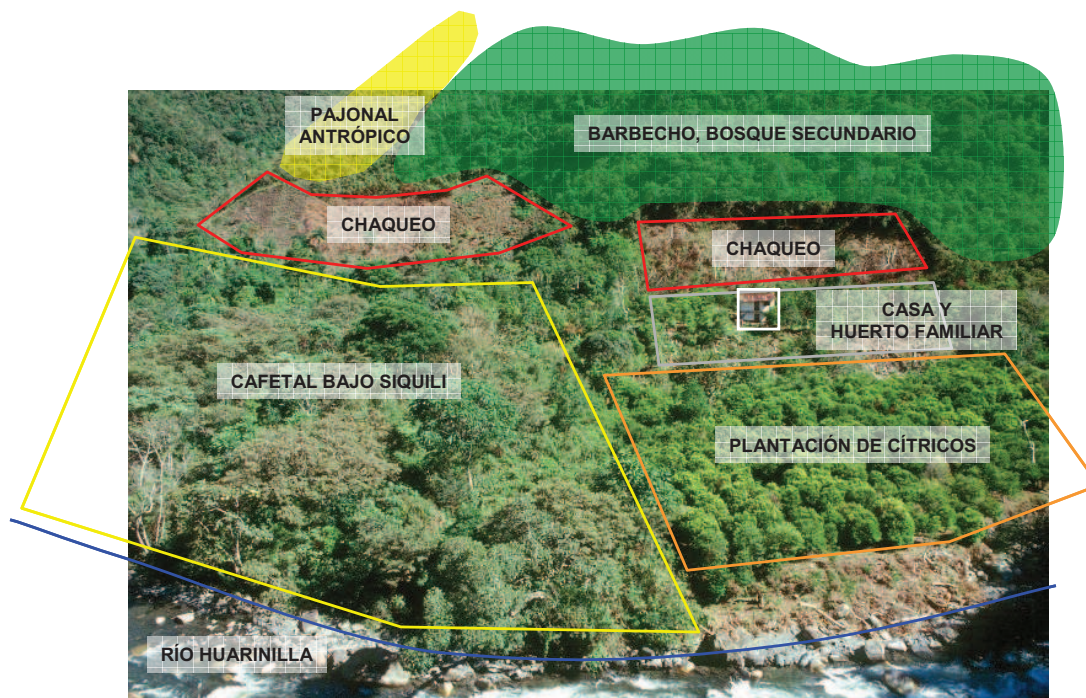 PAJONAL
ANTRÓPICO
BARBECHO, BOSQUE SECUNDARIO
CHAQUEO
CHAQUEO
CASA Y
HUERTO FAMILIAR
CAFETAL BAJO SIQUILI
PLANTACIÓN DE CÍTRICOS
RÍO HUARINILLA